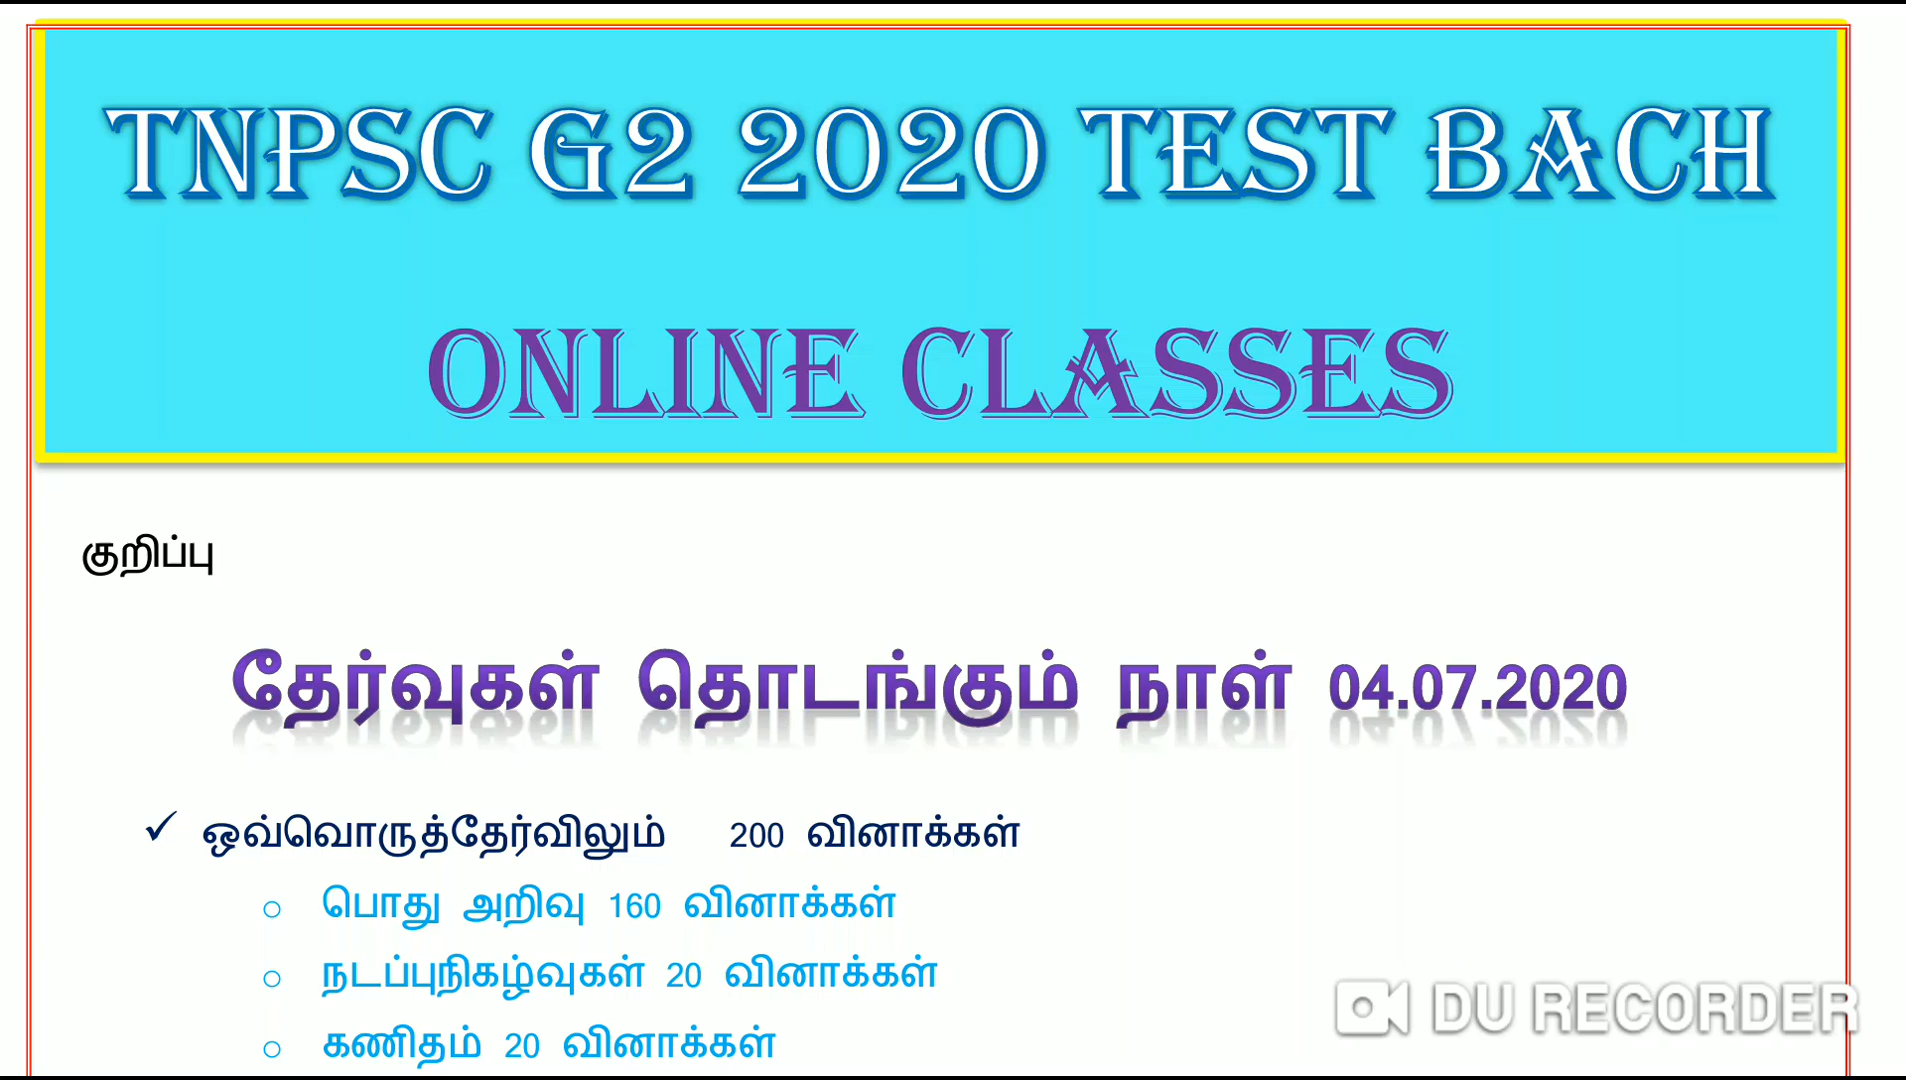 TNPSC G2 2020 TEST BACH
ONLINE CLASSES
குறிப்பு
தேர்வுகள் தொடங்கும் நாள் 04.07.2020
✓ ஒவ்வொருத்தேர்விலும் 200 வினாக்கள்
o பொது அறிவு 160 வினாக்கள்
o நடப்புநிகழ்வுகள் 20 வினாக்கள்
o கணிதம் 20 வினாக்கள்
DU RECORDER